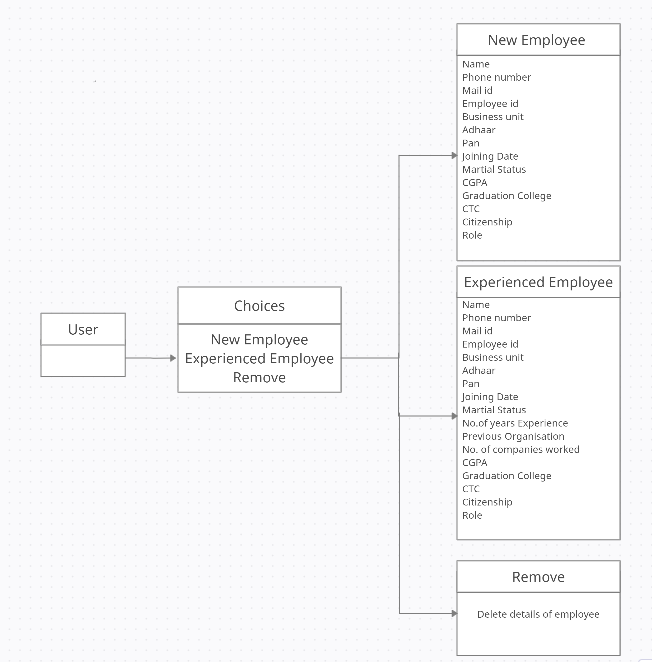 User
Choices
New Employee
Experienced Employee
Remove
New Employee
Name
Phone number
Mail id
Employee id
Business unit
Adhaar
Pan
Joining Date
Martial Status
CGPA
Graduation College
CTC
Citizenship
Role
Experienced Employee
Name
Phone number
Mail id
Employee id
Business unit
Adhaar
Pan
Joining Date
Martial Status
No.of years Experience
Previous Organisation
No. of companies worked
CGPA
Graduation College
CTC
Citizenship
Role
Remove
Delete details of employee